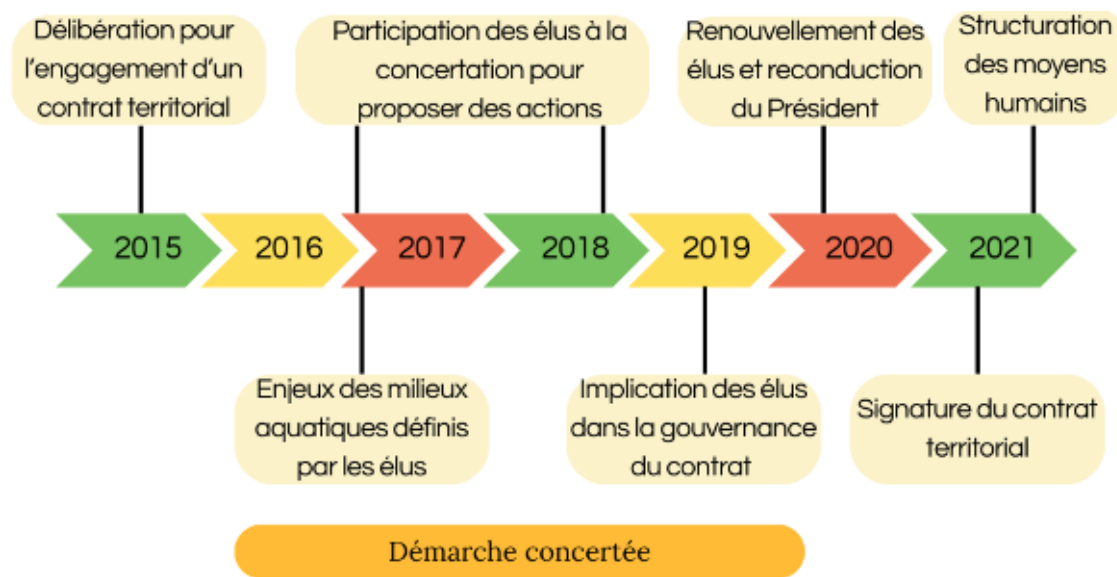 Délibération pour
l'engagement d'un
contrat territorial
Participation des élus à la
concertation pour
proposer des actions
Renouvellement des
élus et reconduction
du Président
Structuration
des moyens
humains
2015
2016
2017
2018
2019
2020
2021
Enjeux des milieux
aquatiques définis
par les élus
Implication des élus
dans la gouvernance
du contrat
Signature du contrat
territorial
Démarche concertée